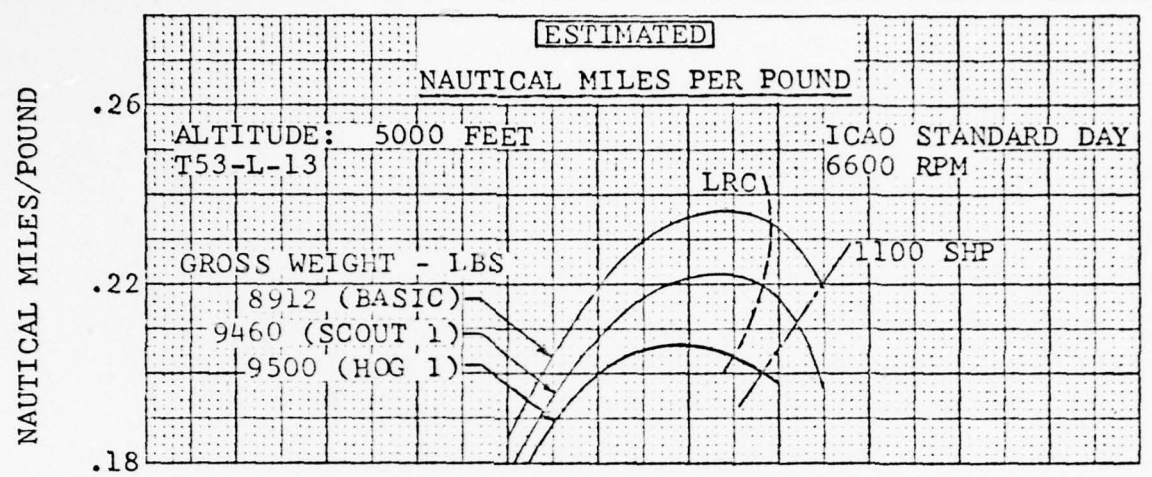 ESTIMATED
NAUTICAL MILES PER POUND
.26
ALTITUDE: 5000 FEET
ICAO STANDARD DAY
T53-L-13
6600 RPM
LRC
1100 SHP
GROSS WEIGHT - LBS
.22
8912 (BASIC)
9460 (SCOUT 1)
9500 (HOG 1)
.18
NAUTICAL MILES/POUND